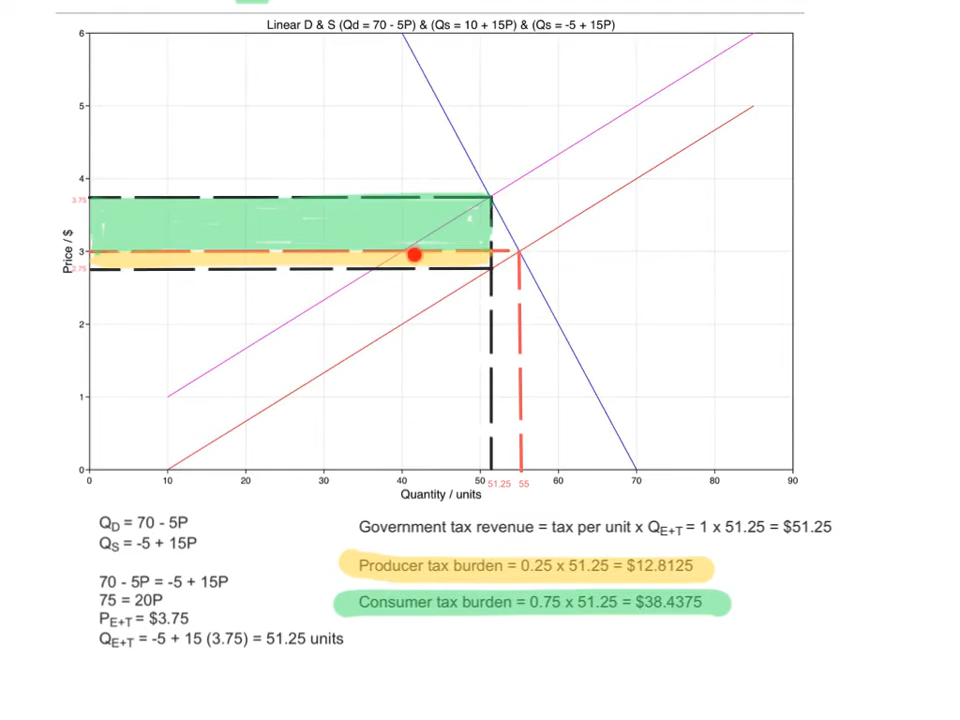 Linear D & S (Qd = 70 - 5P) & (Qs = 10 + 15P) & (Qs = -5 + 15P)
6
5
4
3.75
3
2.75
2
1
0
Price / $
0 10 20 30 40 50 51.25 55 60 70 80 90
Quantity / units
QD = 70 - 5P
QS = -5 + 15P
70 - 5P = -5 + 15P
75 = 20P
PE+T = $3.75
QE+T = -5 + 15 (3.75) = 51.25 units
Government tax revenue = tax per unit x QE+T = 1 x 51.25 = $51.25
Producer tax burden = 0.25 x 51.25 = $12.8125
Consumer tax burden = 0.75 x 51.25 = $38.4375